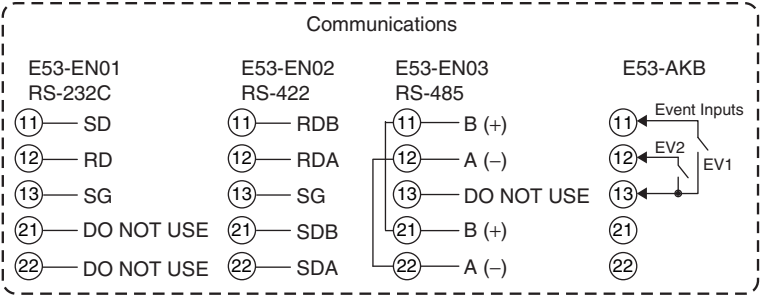 Communications
E53-EN01
RS-232C
11 SD
12 RD
13 SG
21 DO NOT USE
22 DO NOT USE
E53-EN02
RS-422
11 RDB
12 RDA
13 SG
21 SDB
22 SDA
E53-EN03
RS-485
11 B (+)
12 A (−)
13 DO NOT USE
21 B (+)
22 A (−)
E53-AKB
11 Event Inputs
12 EV2
EV1
13
21
22